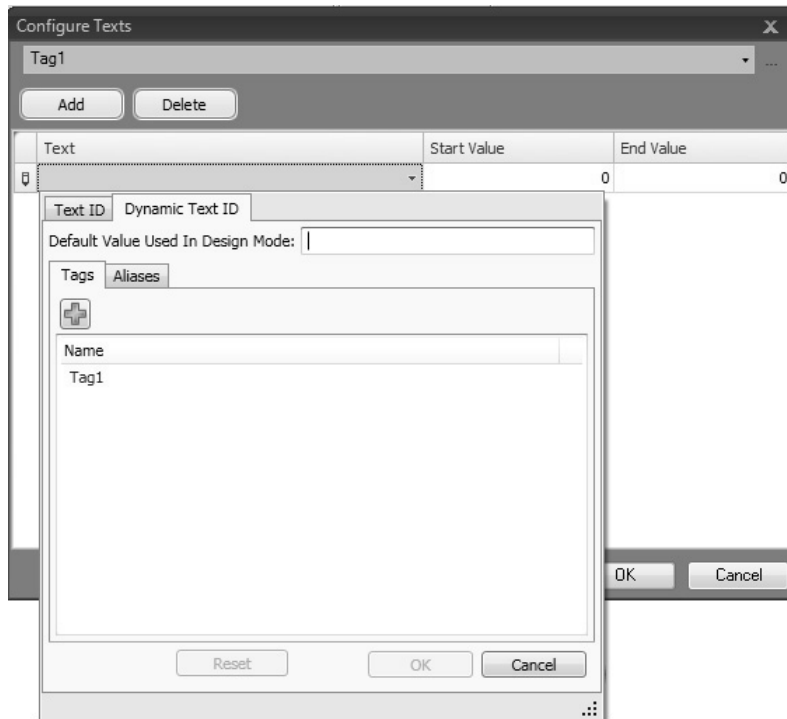 Configure Texts x
Tag1 ...
Add Delete
Text Start Value End Value
0 0
Text ID Dynamic Text ID
Default Value Used In Design Mode:
Tags Aliases
Name
Tag1
OK Cancel
Reset OK Cancel